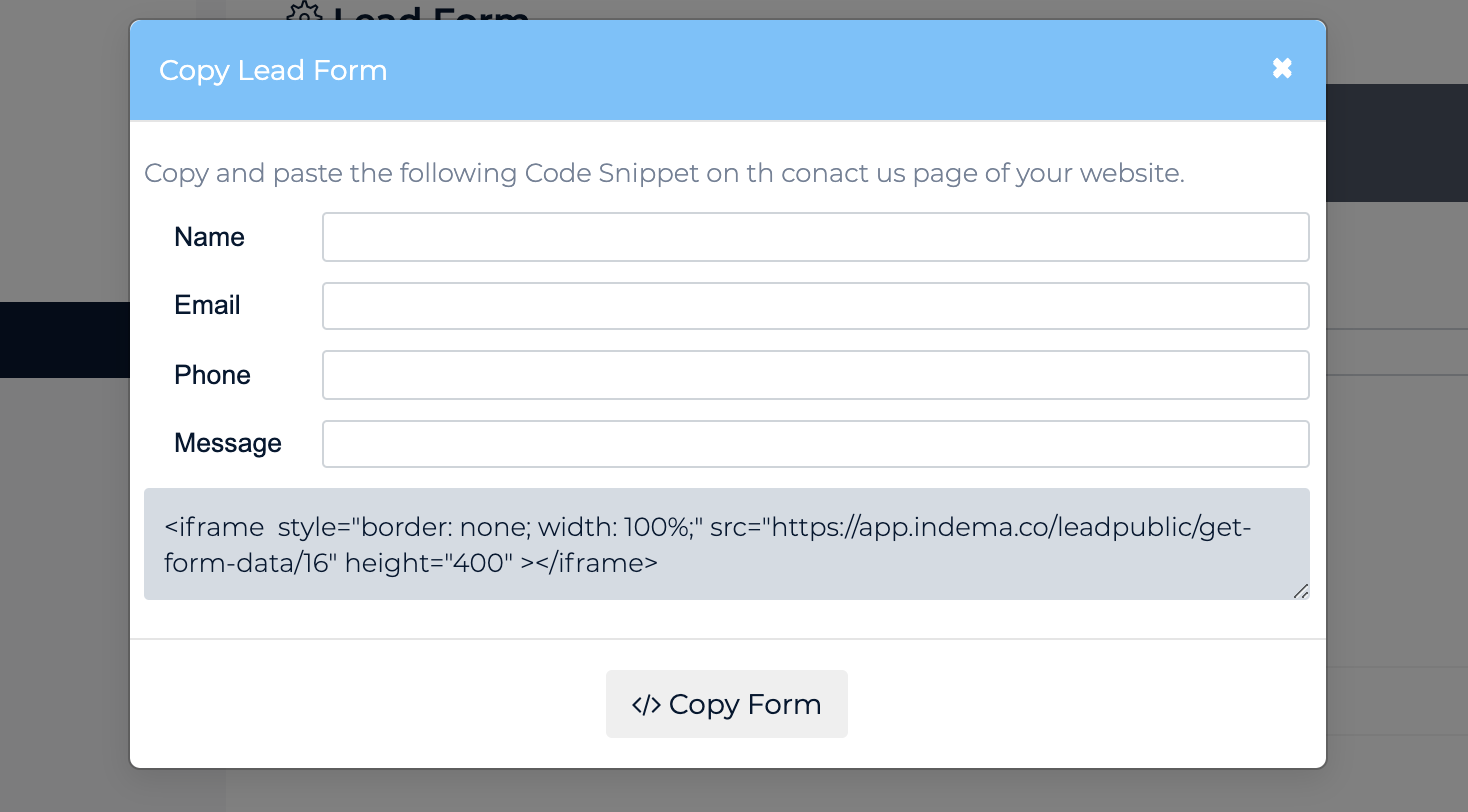 Lead Form
Copy Lead Form
Copy and paste the following Code Snippet on th conact us page of your website.
Name
Email
Phone
Message
<iframe  style="border: none; width: 100%;" src="https://app.indema.co/leadpublic/get-
form-data/16" height="400" ></iframe>
</> Copy Form